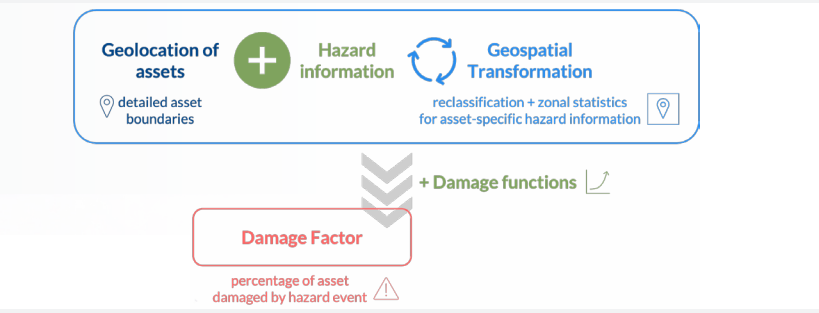 Geolocation of
assets
detailed asset
boundaries
Hazard
information
Geospatial
Transformation
reclassification + zonal statistics
for asset-specific hazard information
+ Damage functions
Damage Factor
percentage of asset
damaged by hazard event